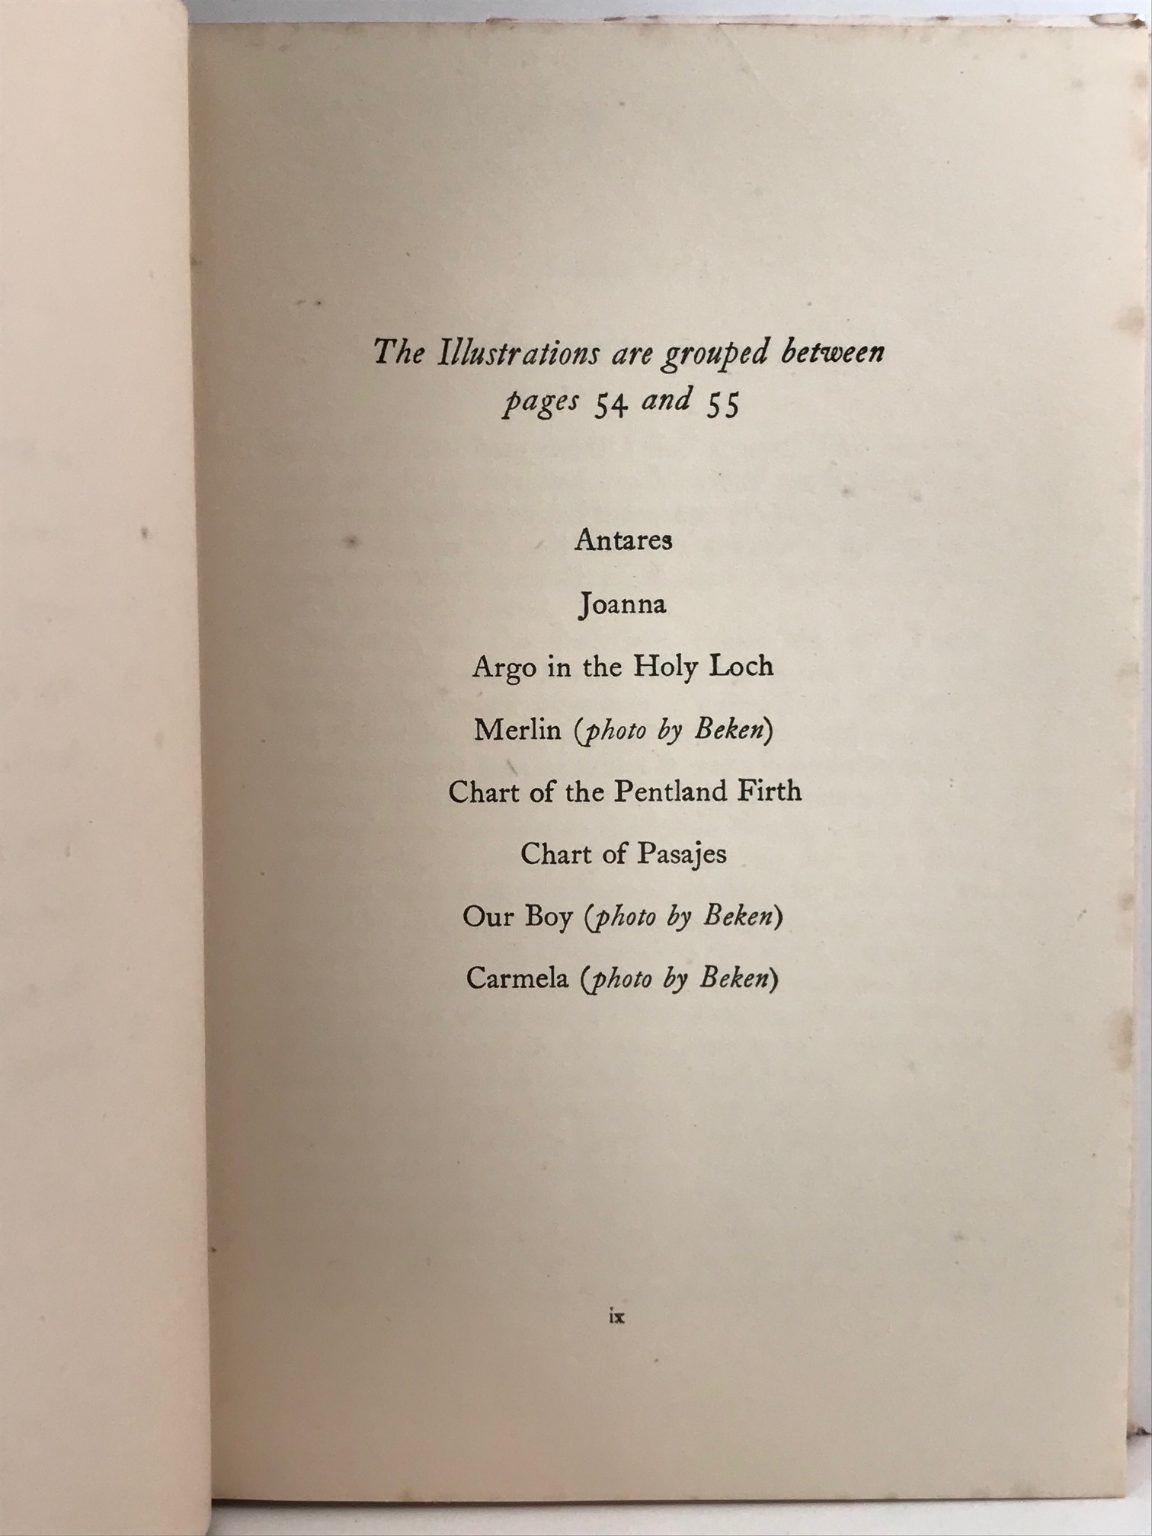 The Illustrations are grouped between
pages 54 and 55
Antares
Joanna
Argo in the Holy Loch
Merlin (photo by Beken)
Chart of the Pentland Firth
Chart of Pasajes
Our Boy (photo by Beken)
Carmela (photo by Beken)
ix